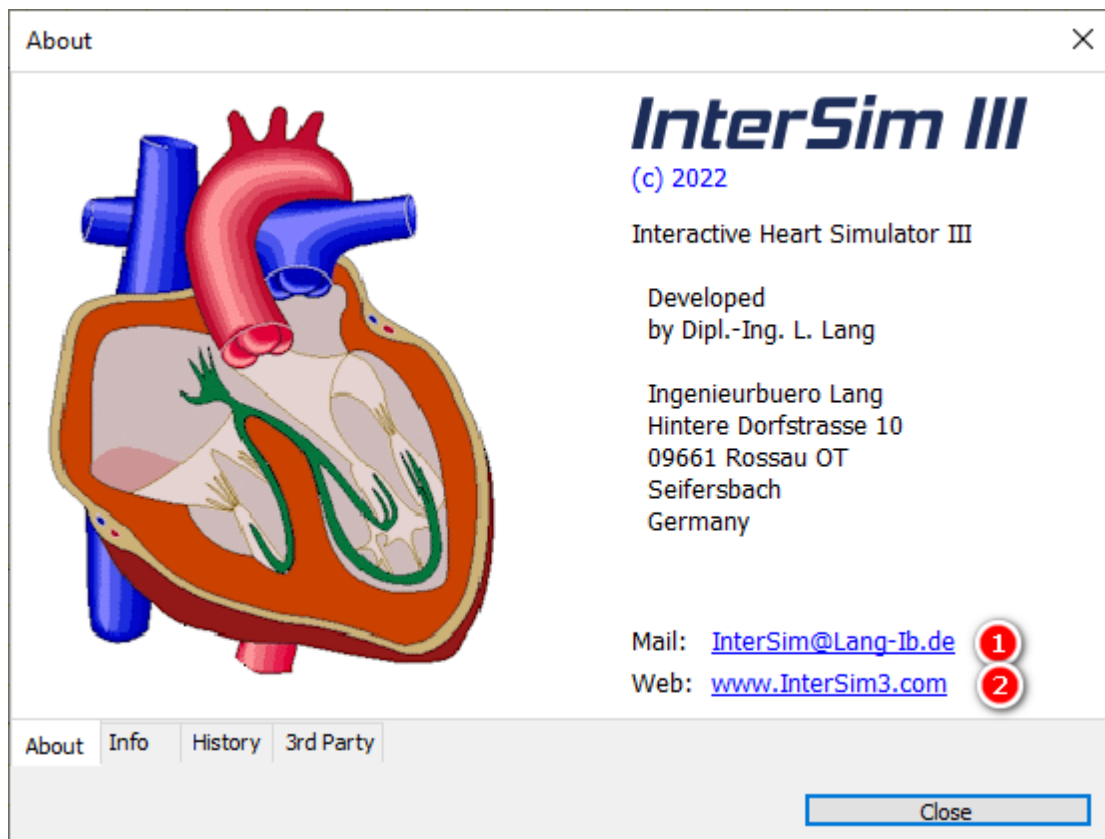 About
InterSim III
(c) 2022
Interactive Heart Simulator III
Developed
by Dipl.-Ing. L. Lang
Ingenieurbuero Lang
Hintere Dorfstrasse 10
09661 Rossau OT
Seifersbach
Germany
Mail: InterSim@Lang-Ib.de 1
Web: www.InterSim3.com 2
About Info History 3rd Party
Close